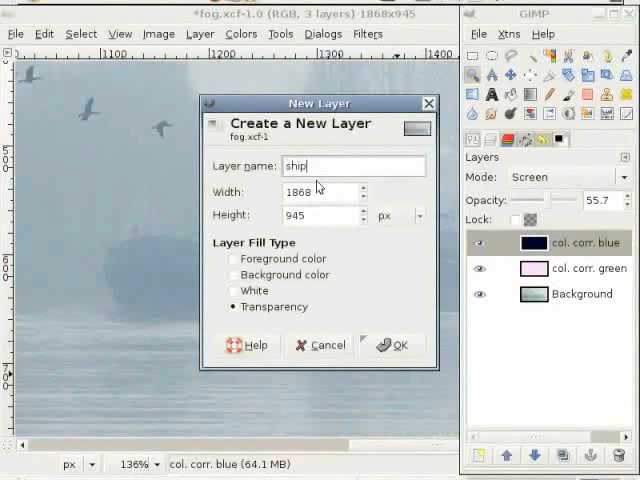 *fog.xcf-1.0 (RGB, 3 layers) 1868x945
File Edit Select View Image Layer Colors Tools Dialogs Filters
1100 1200 1300 1400
New Layer
Create a New Layer
fog.xcf-1
Layer name: ship
Width: 1868
Height: 945 px
Layer Fill Type
Foreground color
Background color
White
Transparency
Help Cancel OK
px 136% col. corr. blue (64.1 MB)
GIMP
File Xtns Help
Layers
Mode: Screen
Opacity: 55.7
Lock:
col. corr. blue
col. corr. green
Background